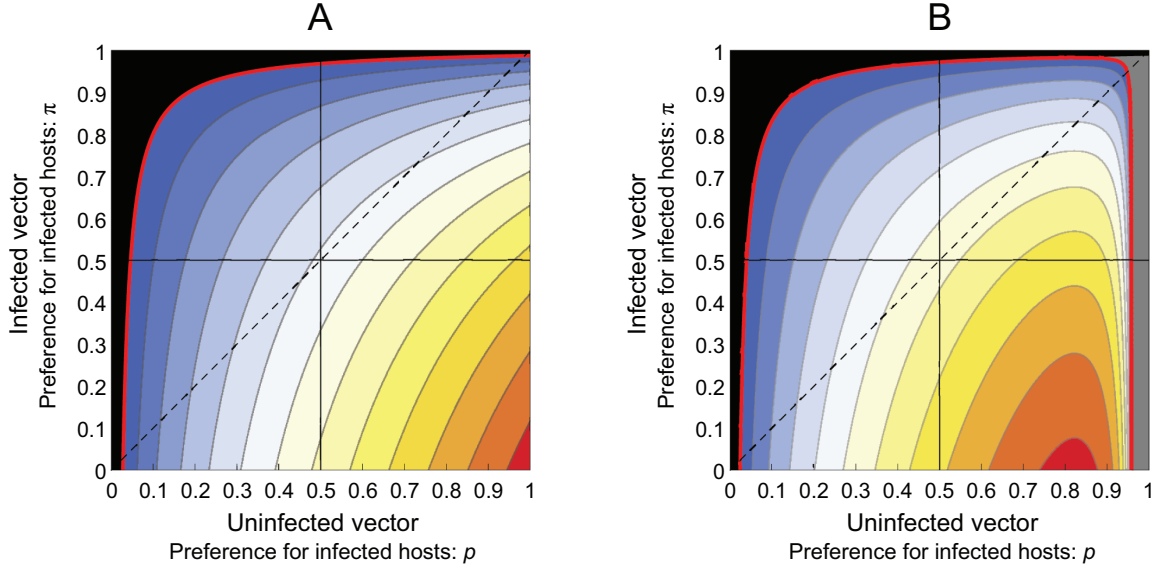 A
Infected vector
Preference for infected hosts: π
1
0.9
0.8
0.7
0.6
0.5
0.4
0.3
0.2
0.1
0
0 0.1 0.2 0.3 0.4 0.5 0.6 0.7 0.8 0.9 1
Uninfected vector
Preference for infected hosts: p
B
Infected vector
Preference for infected hosts: π
1
0.9
0.8
0.7
0.6
0.5
0.4
0.3
0.2
0.1
0
0 0.1 0.2 0.3 0.4 0.5 0.6 0.7 0.8 0.9 1
Uninfected vector
Preference for infected hosts: p